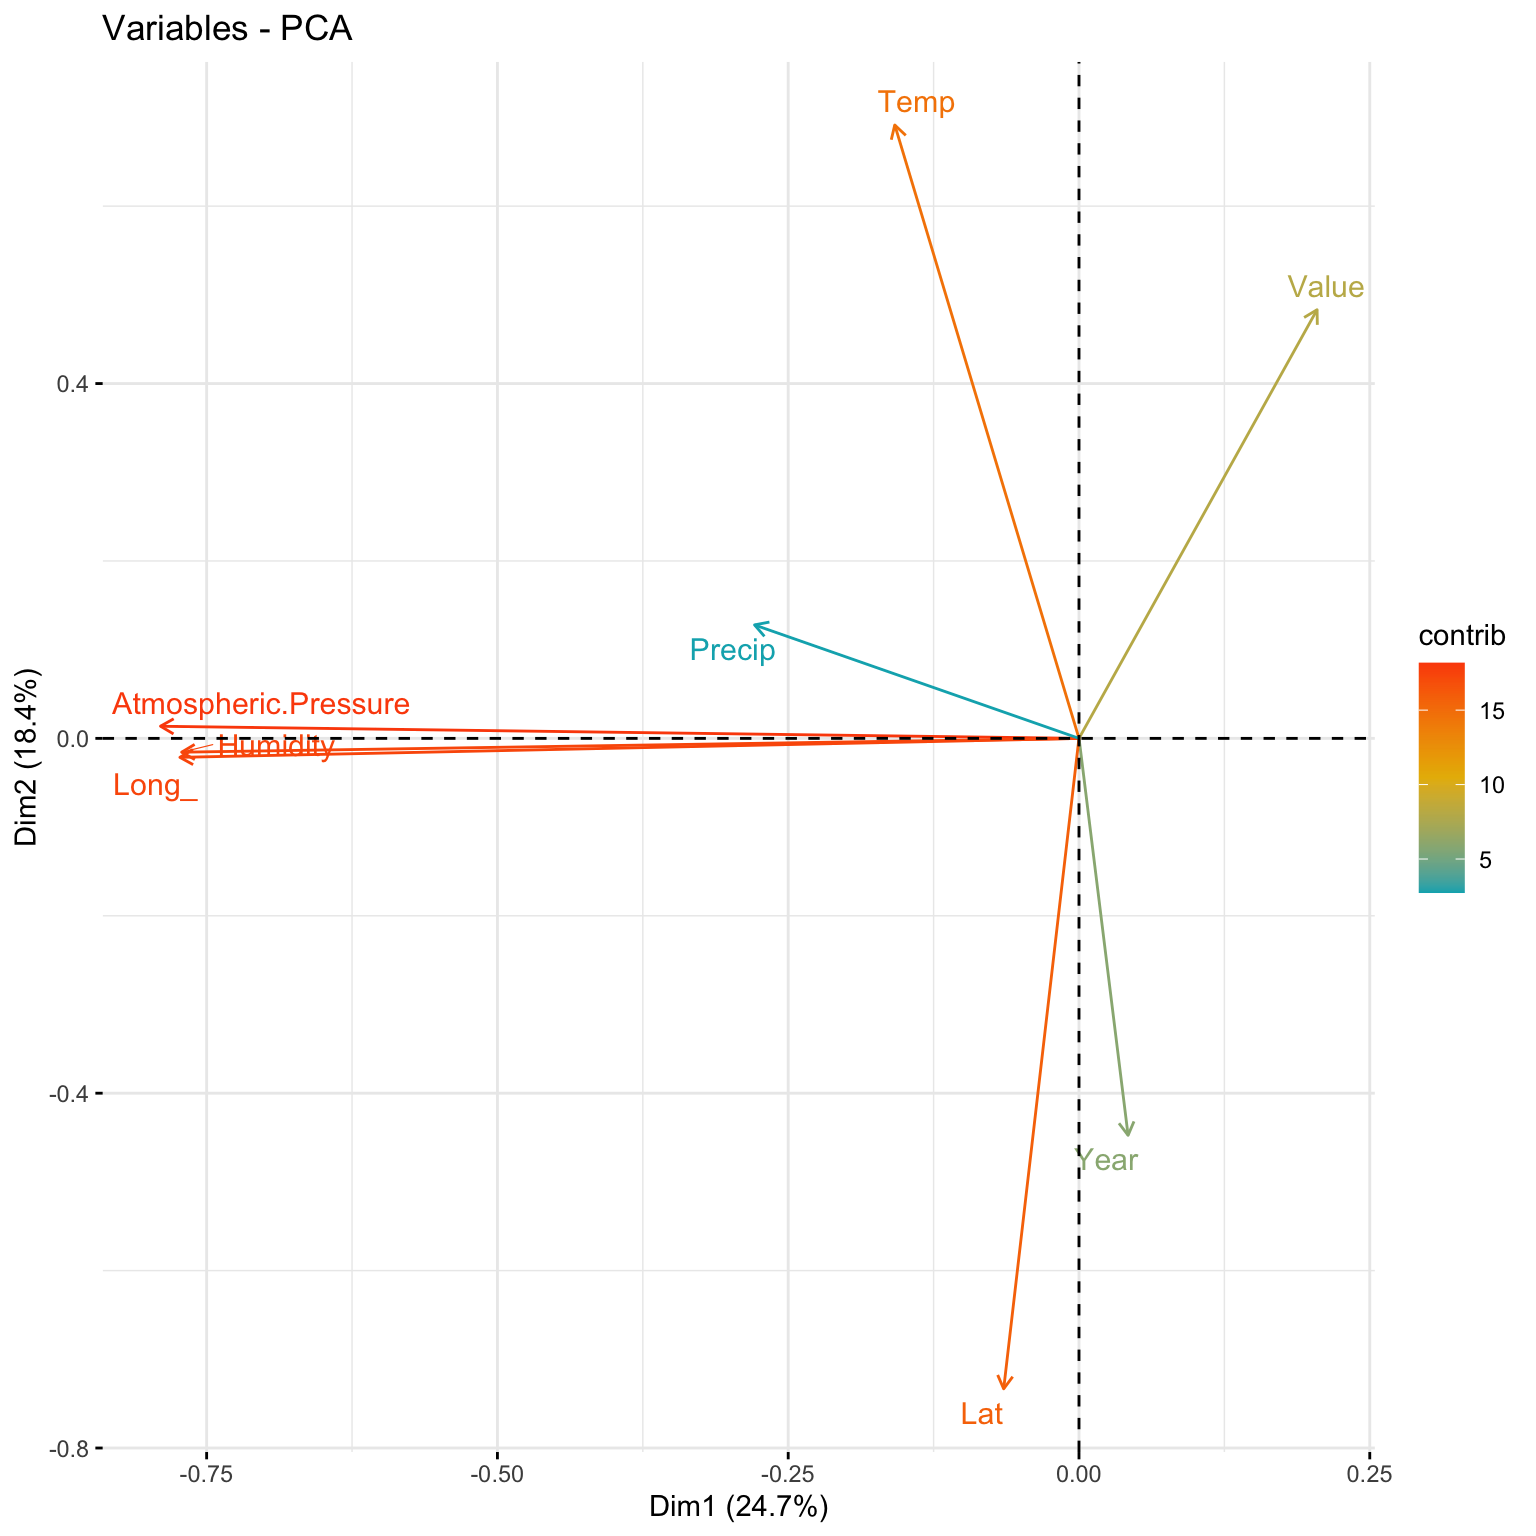 Variables - PCA
Temp
Value
0.4
Precip
contrib
15
10
5
Atmospheric.Pressure
0.0
Humidity
Long_
Dim2 (18.4%)
-0.4
Year
Lat
-0.8
-0.75
-0.50
-0.25
0.00
0.25
Dim1 (24.7%)